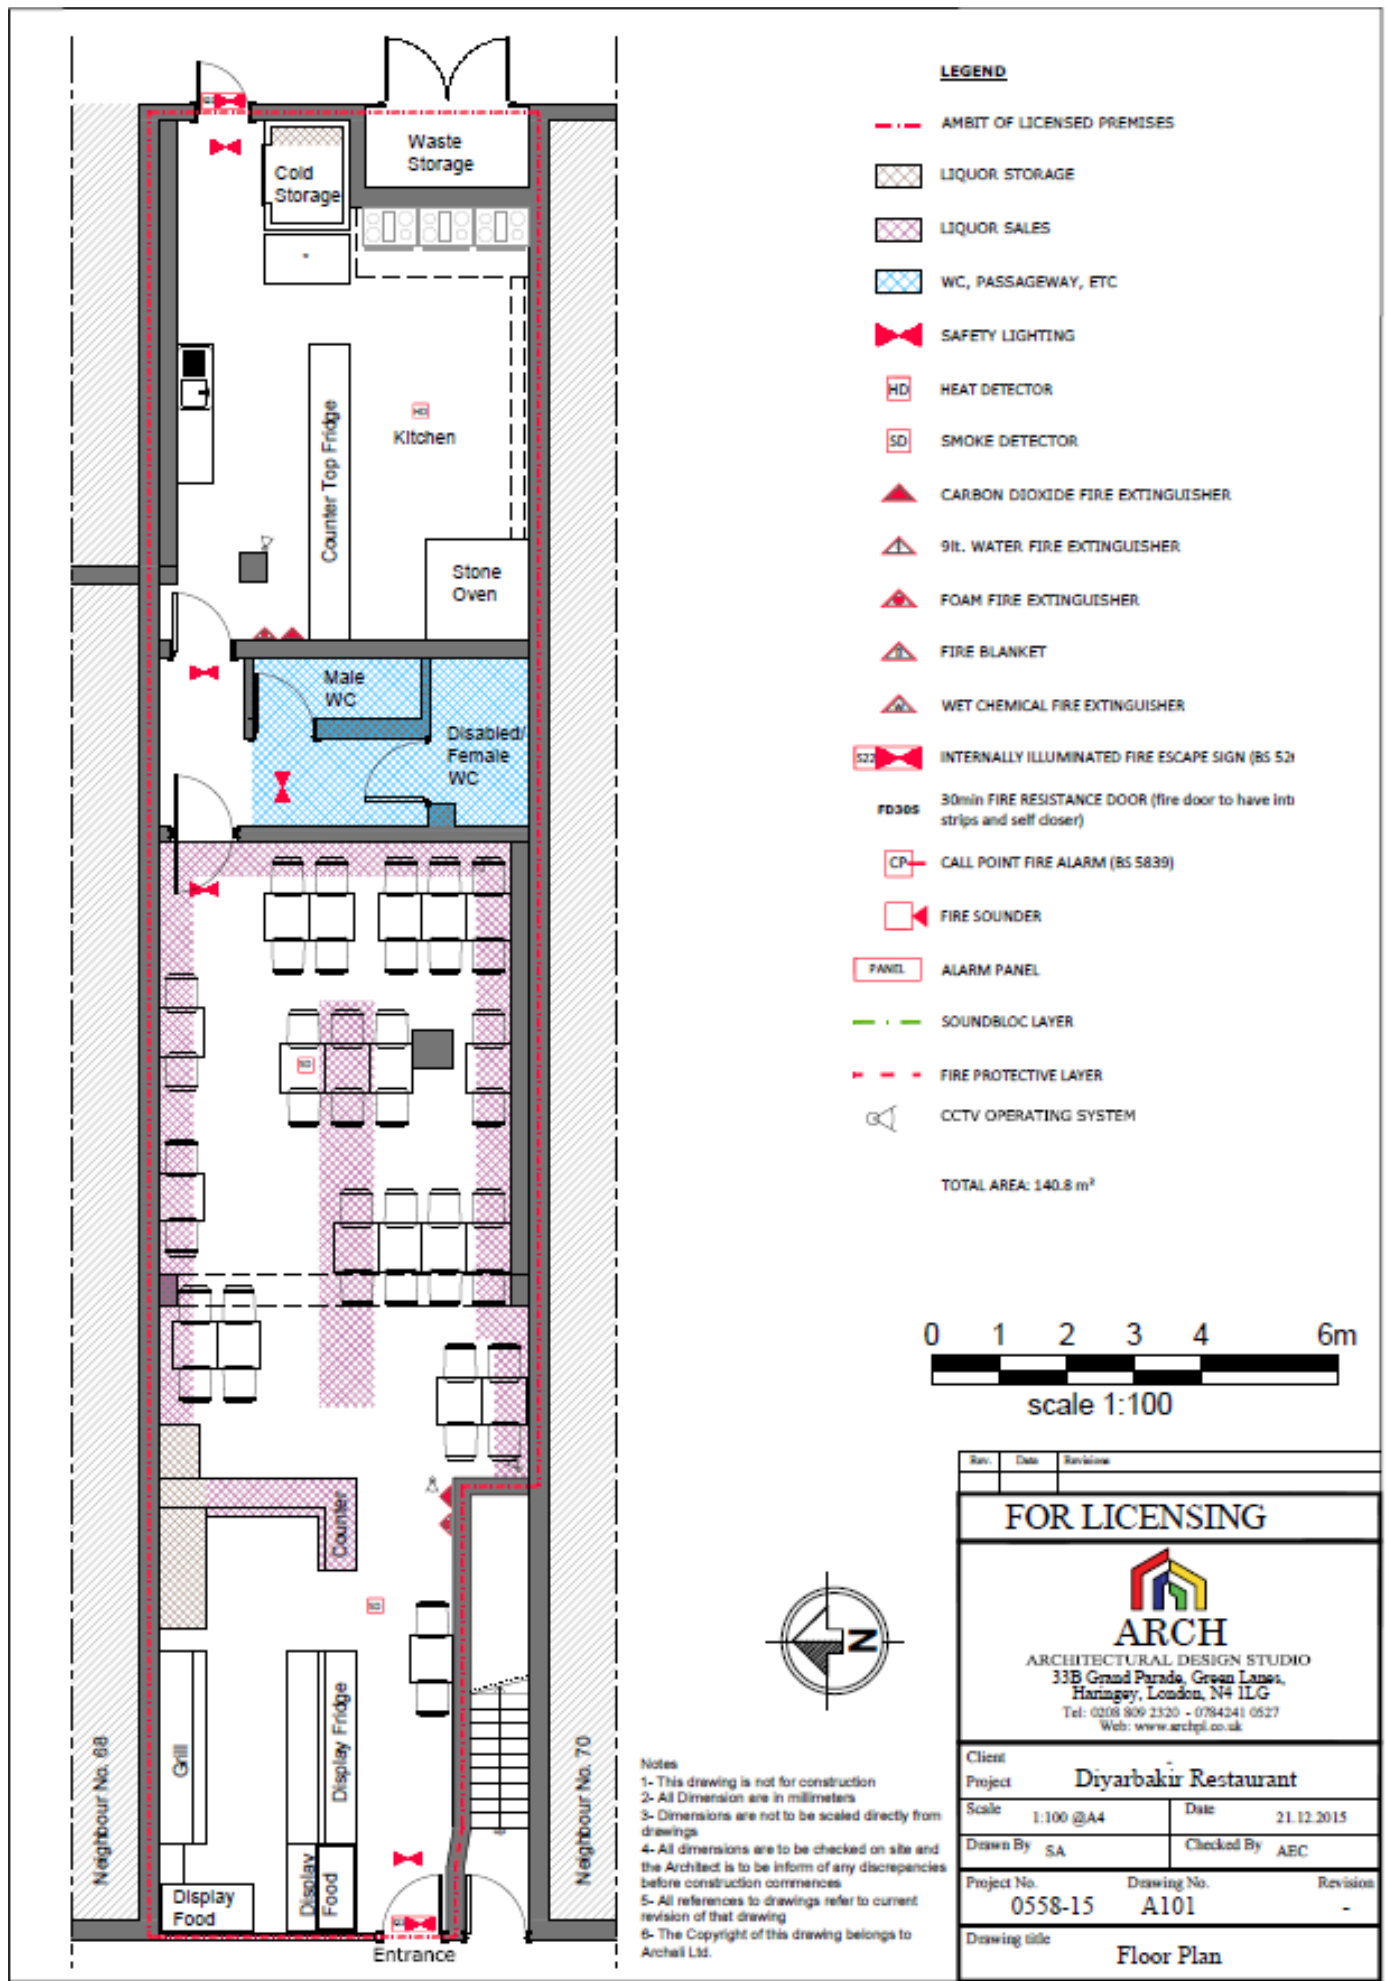 LEGEND
AMBIT OF LICENSED PREMISES
LIQUOR STORAGE
LIQUOR SALES
WC, PASSAGEWAY, ETC
SAFETY LIGHTING
HD HEAT DETECTOR
SD SMOKE DETECTOR
CARBON DIOXIDE FIRE EXTINGUISHER
9lt. WATER FIRE EXTINGUISHER
FOAM FIRE EXTINGUISHER
FIRE BLANKET
W WET CHEMICAL FIRE EXTINGUISHER
INTERNALLY ILLUMINATED FIRE ESCAPE SIGN (BS 52
FD30S 30min FIRE RESISTANCE DOOR (fire door to have int
strips and self closer)
CP CALL POINT FIRE ALARM (BS 5839)
FIRE SOUNDER
PANEL ALARM PANEL
SOUNDBLOC LAYER
FIRE PROTECTIVE LAYER
CCTV OPERATING SYSTEM
TOTAL AREA: 140.8 m²
Waste
Storage
Cold
Storage
HD
Kitchen
Counter Top Fridge
Stone
Oven
Male
WC
Disabled/
Female
WC
SD
Counter
SD
Grill
Display Fridge
Display
Food
Display
Food
Entrance
Neighbour No. 68
Neighbour No. 70
0 1 2 3 4 6m
scale 1:100
N
Notes
1- This drawing is not for construction
2- All Dimension are in millimeters
3- Dimensions are not to be scaled directly from
drawings
4- All dimensions are to be checked on site and
the Architect is to be inform of any discrepancies
before construction commences
5- All references to drawings refer to current
revision of that drawing
6- The Copyright of this drawing belongs to
Archali Ltd.
Rev. Date Revisions
FOR LICENSING
ARCH
ARCHITECTURAL DESIGN STUDIO
33B Grand Parade, Green Lanes,
Haringey, London, N4 1LG
Tel: 0208 809 2320 - 0784241 0527
Web: www.archpl.co.uk
Client -
Project Diyarbakir Restaurant
Scale 1:100 @A4 Date 21.12.2015
Drawn By SA Checked By AEC
Project No. Drawing No. Revision
0558-15 A101 -
Drawing title
Floor Plan